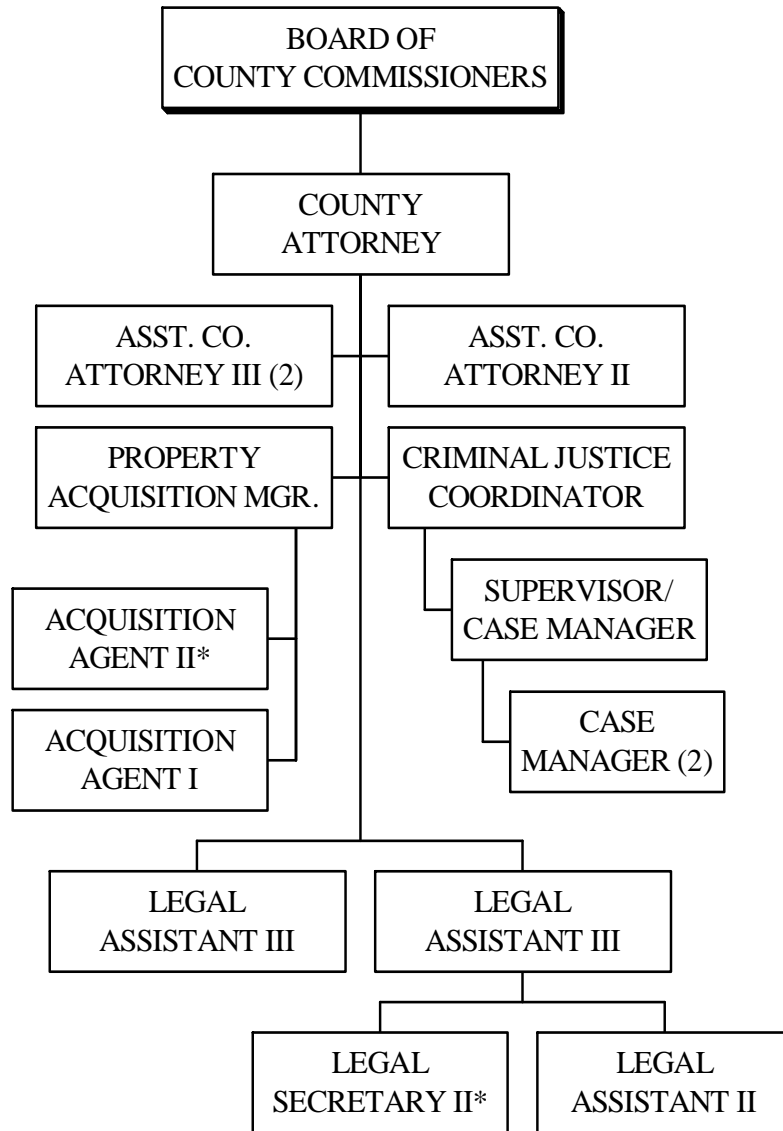 BOARD OF
COUNTY COMMISSIONERS
COUNTY
ATTORNEY
ASST. CO.
ATTORNEY III (2)
ASST. CO.
ATTORNEY II
PROPERTY
ACQUISITION MGR.
CRIMINAL JUSTICE
COORDINATOR
ACQUISITION
AGENT II*
ACQUISITION
AGENT I
SUPERVISOR/
CASE MANAGER
CASE
MANAGER (2)
LEGAL
ASSISTANT III
LEGAL
ASSISTANT III
LEGAL
SECRETARY II*
LEGAL
ASSISTANT II